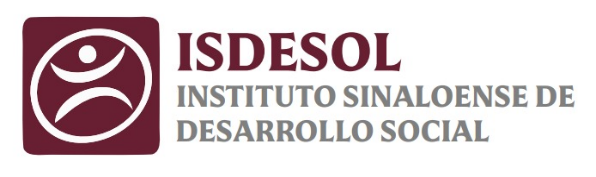 ISDESOL
INSTITUTO SINALOENSE DE
DESARROLLO SOCIAL